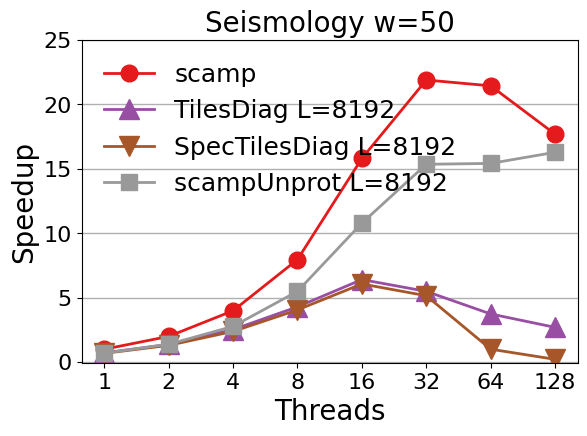 Seismology w=50
25
20
15
10
5
0
Speedup
scamp
TilesDiag L=8192
SpecTilesDiag L=8192
scampUnprot L=8192
1 2 4 8 16 32 64 128
Threads